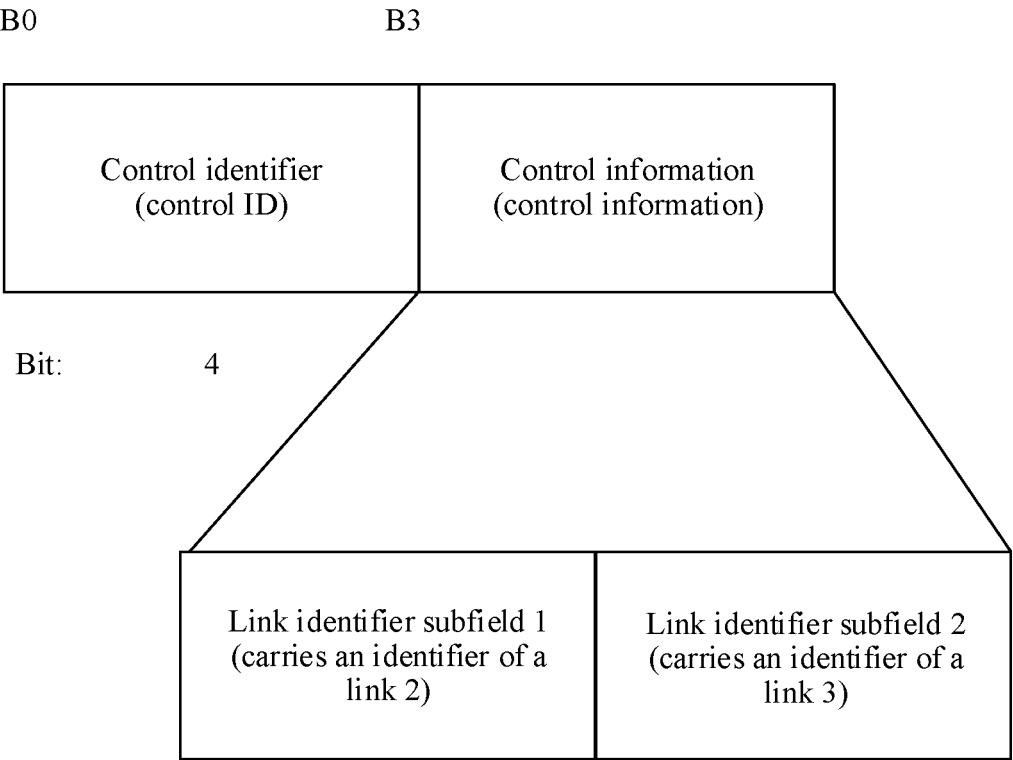 B0 B3
Control identifier
(control ID)
Control information
(control information)
Bit: 4
Link identifier subfield 1
(carries an identifier of a
link 2)
Link identifier subfield 2
(carries an identifier of a
link 3)